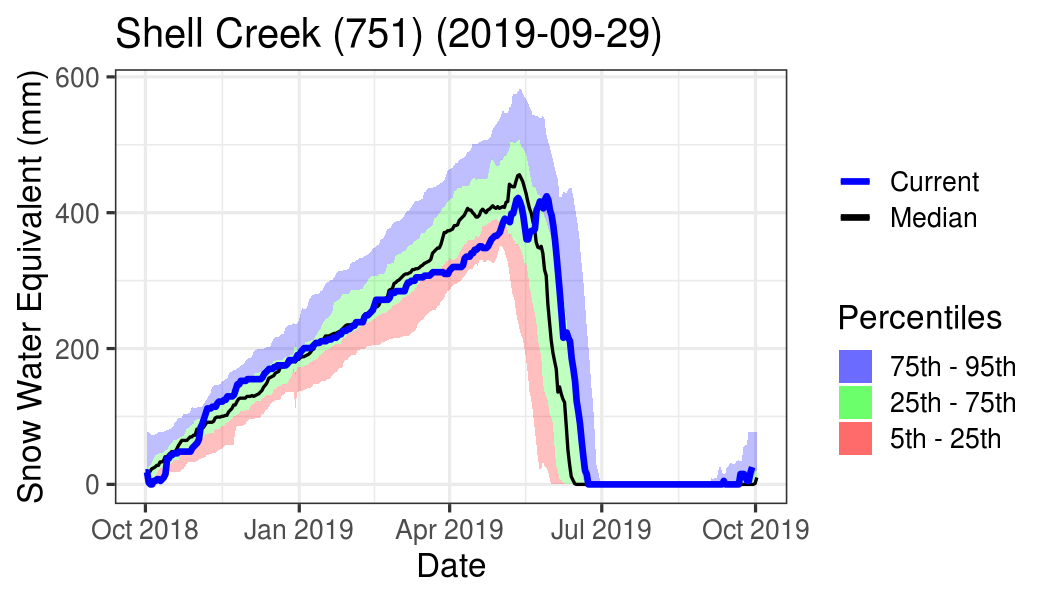 Shell Creek (751) (2019-09-29)
Snow Water Equivalent (mm)
600
400
200
0
Oct 2018
Jan 2019
Apr 2019
Jul 2019
Oct 2019
Date
Current
Median
Percentiles
75th - 95th
25th - 75th
5th - 25th